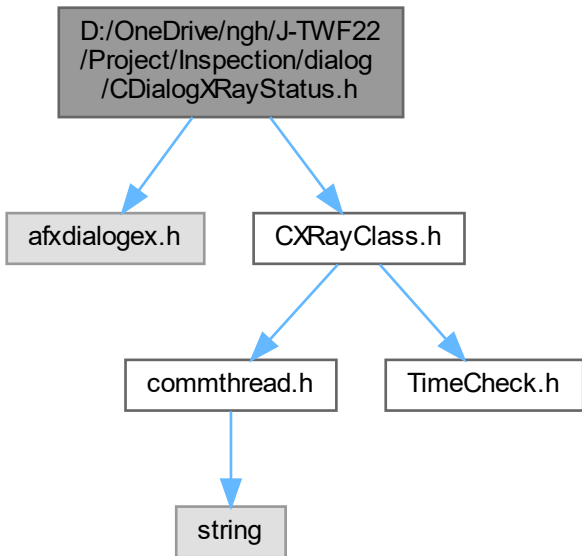 D:/OneDrive/ngh/J-TWF22
/Project/Inspection/dialog
/CDialogXRayStatus.h
afxdialogex.h
CXRayClass.h
commthread.h
TimeCheck.h
string